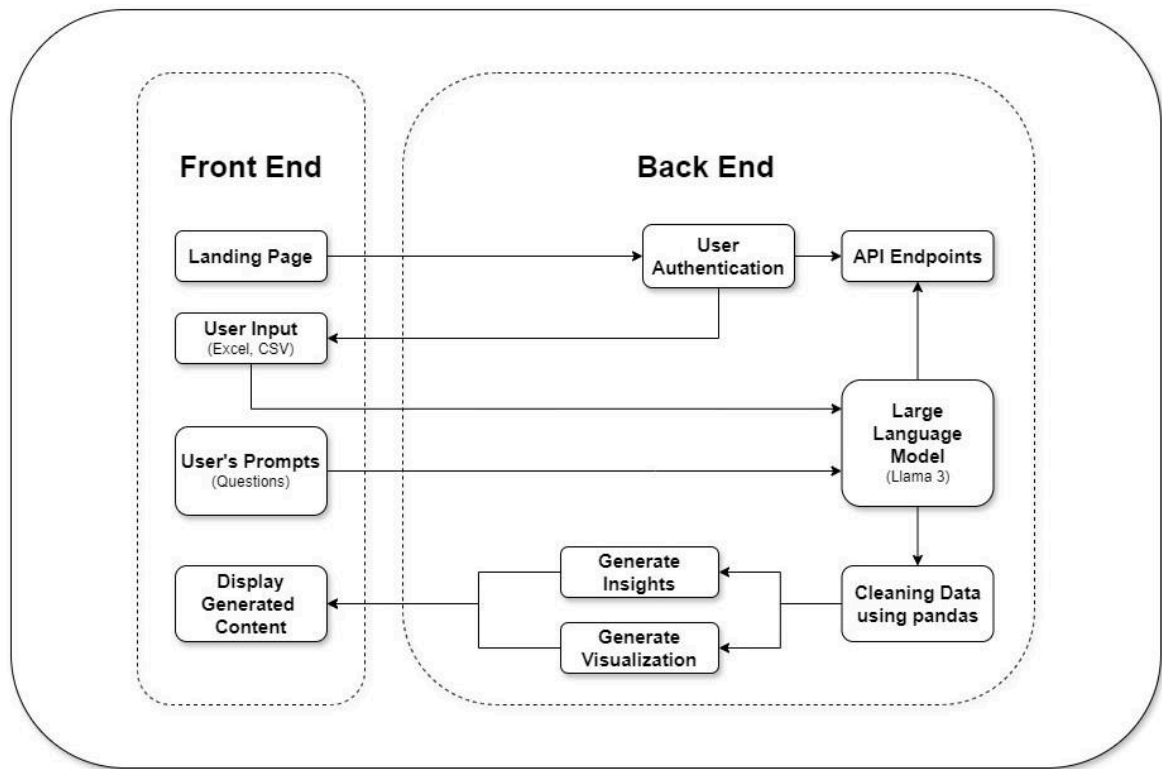 Front End
Back End
Landing Page
User
Authentication
API Endpoints
User Input
(Excel, CSV)
Large
Language
Model
(Llama 3)
User's Prompts
(Questions)
Generate
Insights
Display
Generated
Content
Cleaning Data
using pandas
Generate
Visualization